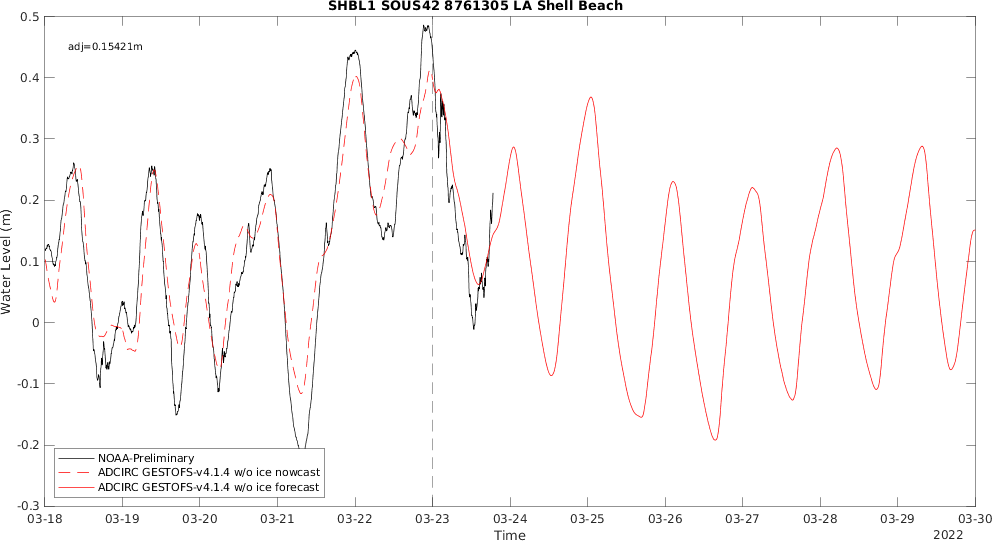 SHBL1 SOUS42 8761305 LA Shell Beach
adj=0.15421m
Water Level (m)
0.5
0.4
0.3
0.2
0.1
0
-0.1
-0.2
-0.3
NOAA-Preliminary
ADCIRC GESTOFS-v4.1.4 w/o ice nowcast
ADCIRC GESTOFS-v4.1.4 w/o ice forecast
03-18 03-19 03-20 03-21 03-22 03-23 03-24 03-25 03-26 03-27 03-28 03-29 03-30
Time
2022